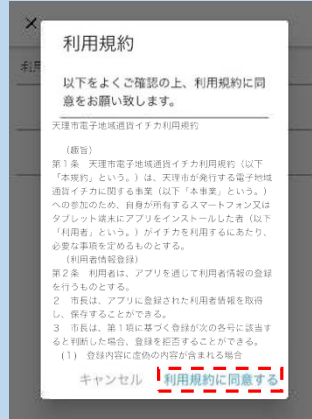 ×
利用規約
以下をよくご確認の上、利用規約に同
意をお願い致します。
天理市電子地域通貨イチカ利用規約
（趣旨）
第1条　天理市電子地域通貨イチカ利用規約（以下
「本規約」という。）は、天理市が発行する電子地域
通貨イチカに関する事業（以下「本事業」という。）
への参加のため、自身が所有するスマートフォン又は
タブレット端末にアプリをインストールした者（以下
「利用者」という。）がイチカを利用するにあたり、
必要な事項を定めるものとする。
（利用者情報登録）
第2条　利用者は、アプリを通じて利用者情報の登録
を行うものとする。
2　市長は、アプリに登録された利用者情報を取得
し、保存することができる。
3　市長は、第1項に基づく登録が次の各号に該当す
ると判断した場合、登録を拒否することができる。
(1)　登録内容に虚偽の内容が含まれる場合
キャンセル　利用規約に同意する